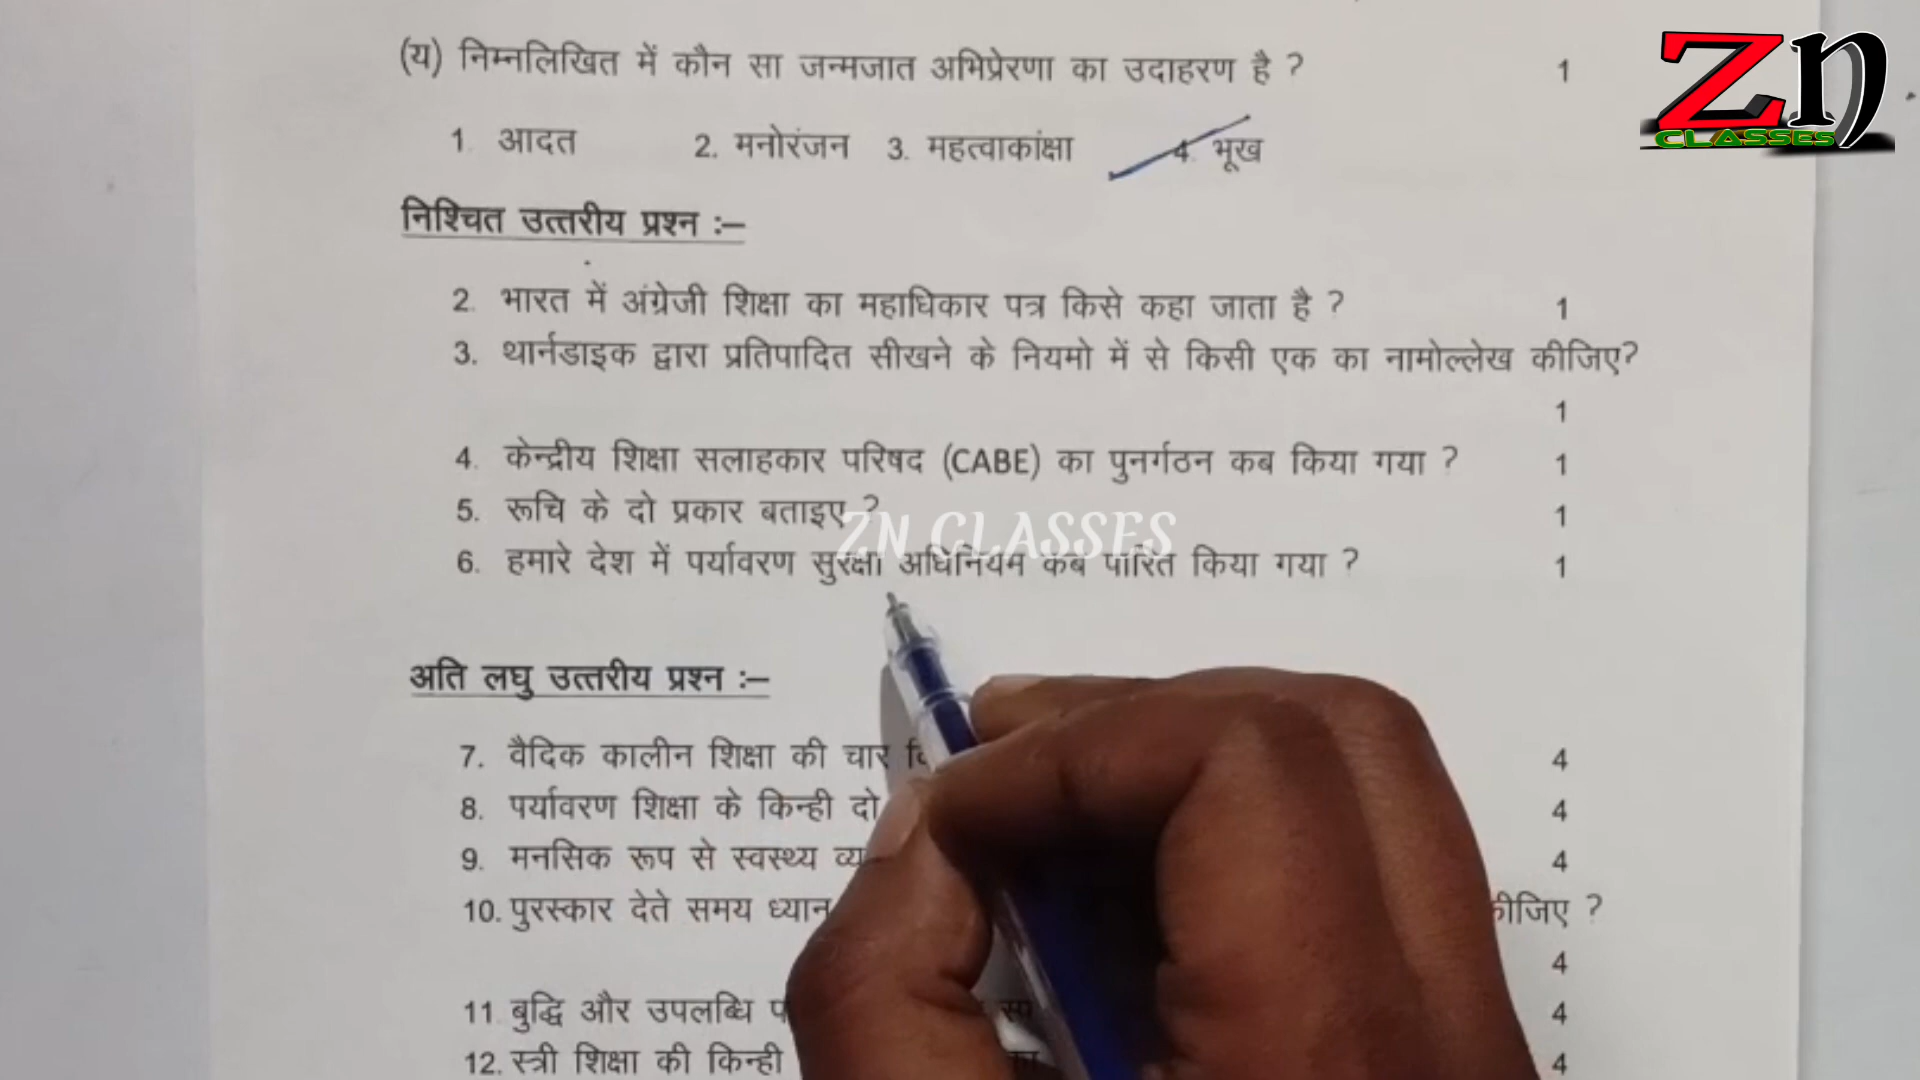 (य) निम्नलिखित में कौन सा जन्मजात अभिप्रेरणा का उदाहरण है ? 1
Zn
CLASSES
1. आदत 2. मनोरंजन 3. महत्वाकांक्षा 4. भूख
निश्चित उत्तरीय प्रश्न :–
2. भारत में अंग्रेजी शिक्षा का महाधिकार पत्र किसे कहा जाता है ? 1
3. थार्नडाइक द्वारा प्रतिपादित सीखने के नियमो में से किसी एक का नामोल्लेख कीजिए?
1
4. केन्द्रीय शिक्षा सलाहकार परिषद (CABE) का पुनर्गठन कब किया गया ? 1
5. रूचि के दो प्रकार बताइए ? 1
ZN CLASSES
6. हमारे देश में पर्यावरण सुरक्षा अधिनियम कब पारित किया गया ? 1
अति लघु उत्तरीय प्रश्न :–
7. वैदिक कालीन शिक्षा की चार 4
8. पर्यावरण शिक्षा के किन्ही दो 4
9. मनसिक रूप से स्वस्थ्य 4
10. पुरस्कार देते समय ध्यान कीजिए ?
4
11. बुद्धि और उपलब्धि 4
12. स्त्री शिक्षा की किन्ही 4